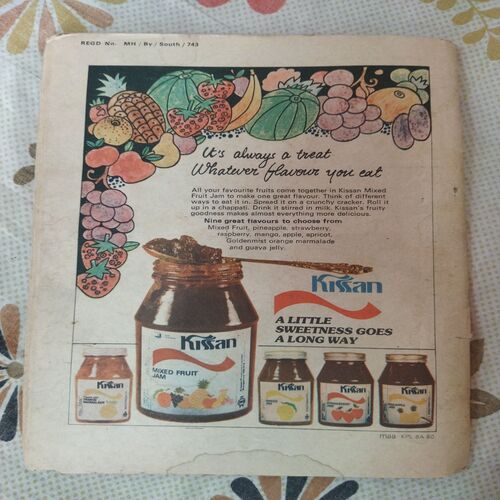 REGD No. MH / By / South / 743
It's always a treat
Whatever flavour you eat
All your favourite fruits come together in Kissan Mixed
Fruit Jam to make one great flavour. Think of different
ways to eat it in. Spread it on a crunchy cracker. Roll it
up in a chappati. Drink it stirred in milk. Kissan's fruity
goodness makes almost everything more delicious.
Nine great flavours to choose from
Mixed Fruit, pineapple, strawberry,
raspberry, mango, apple, apricot,
Goldenmist orange marmalade
and guava jelly.
Kissan
A LITTLE
SWEETNESS GOES
A LONG WAY
Kissan
MIXED FRUIT
JAM
Kissan
Kissan
Kissan
Kissan
maa KPL 8A 80